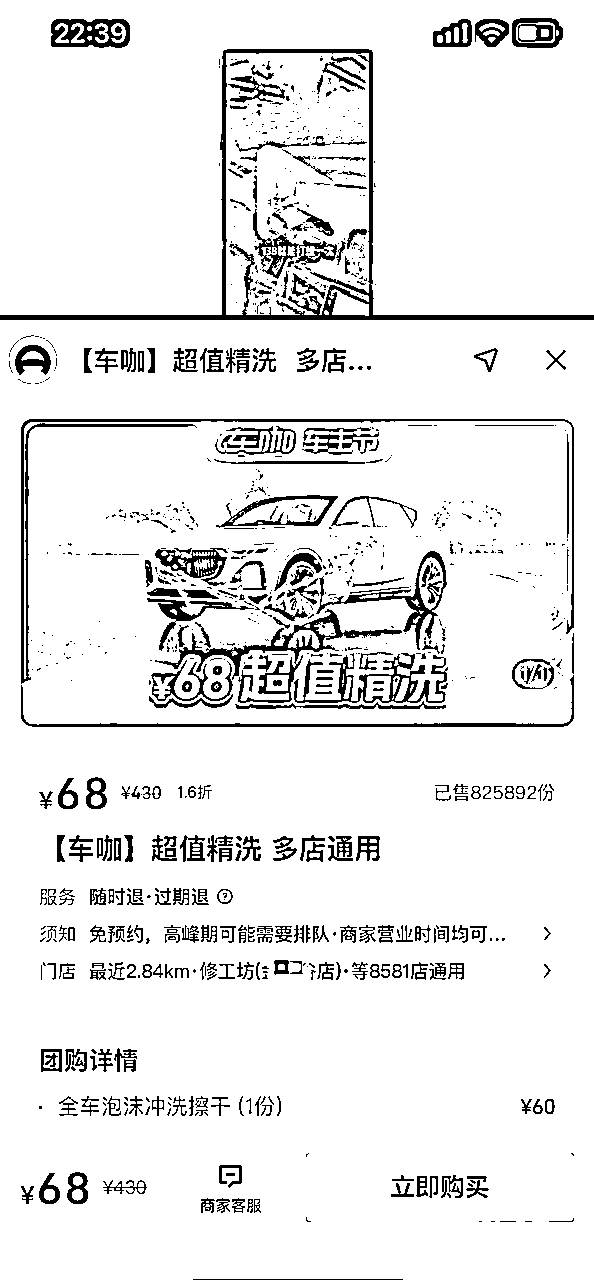 22:39
【车咖】超值精洗 多店...
车咖 车主节
¥68超值精洗
1/1
¥68 ¥430 1.6折 已售825892份
【车咖】超值精洗 多店通用
服务 随时退·过期退
须知 免预约，高峰期可能需要排队·商家营业时间均可...
门店 最近2.84km·修工坊( 店)·等8581店通用
团购详情
· 全车泡沫冲洗擦干 (1份) ¥60
¥68 ¥430 商家客服 立即购买